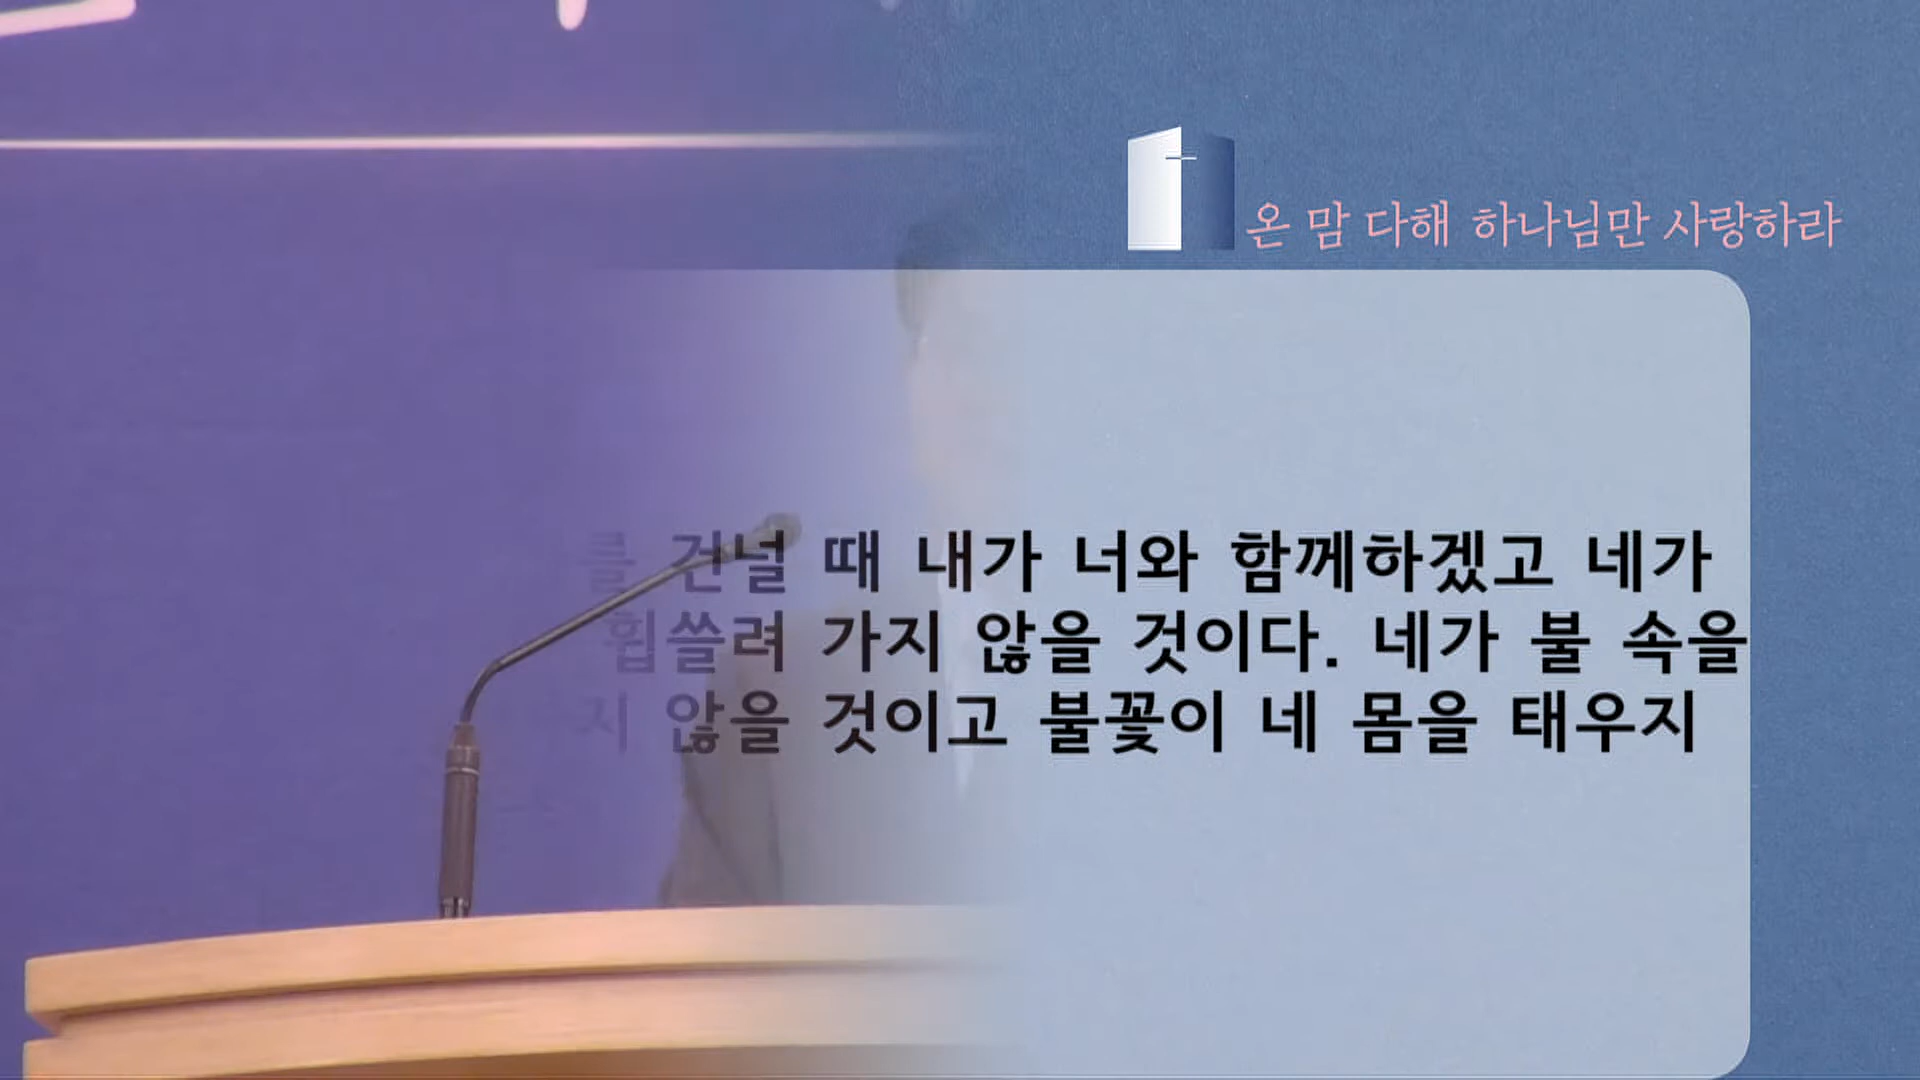 온 맘 다해 하나님만 사랑하라
를 건널 때 내가 너와 함께하겠고 네가
휩쓸려 가지 않을 것이다. 네가 불 속을
지 않을 것이고 불꽃이 네 몸을 태우지